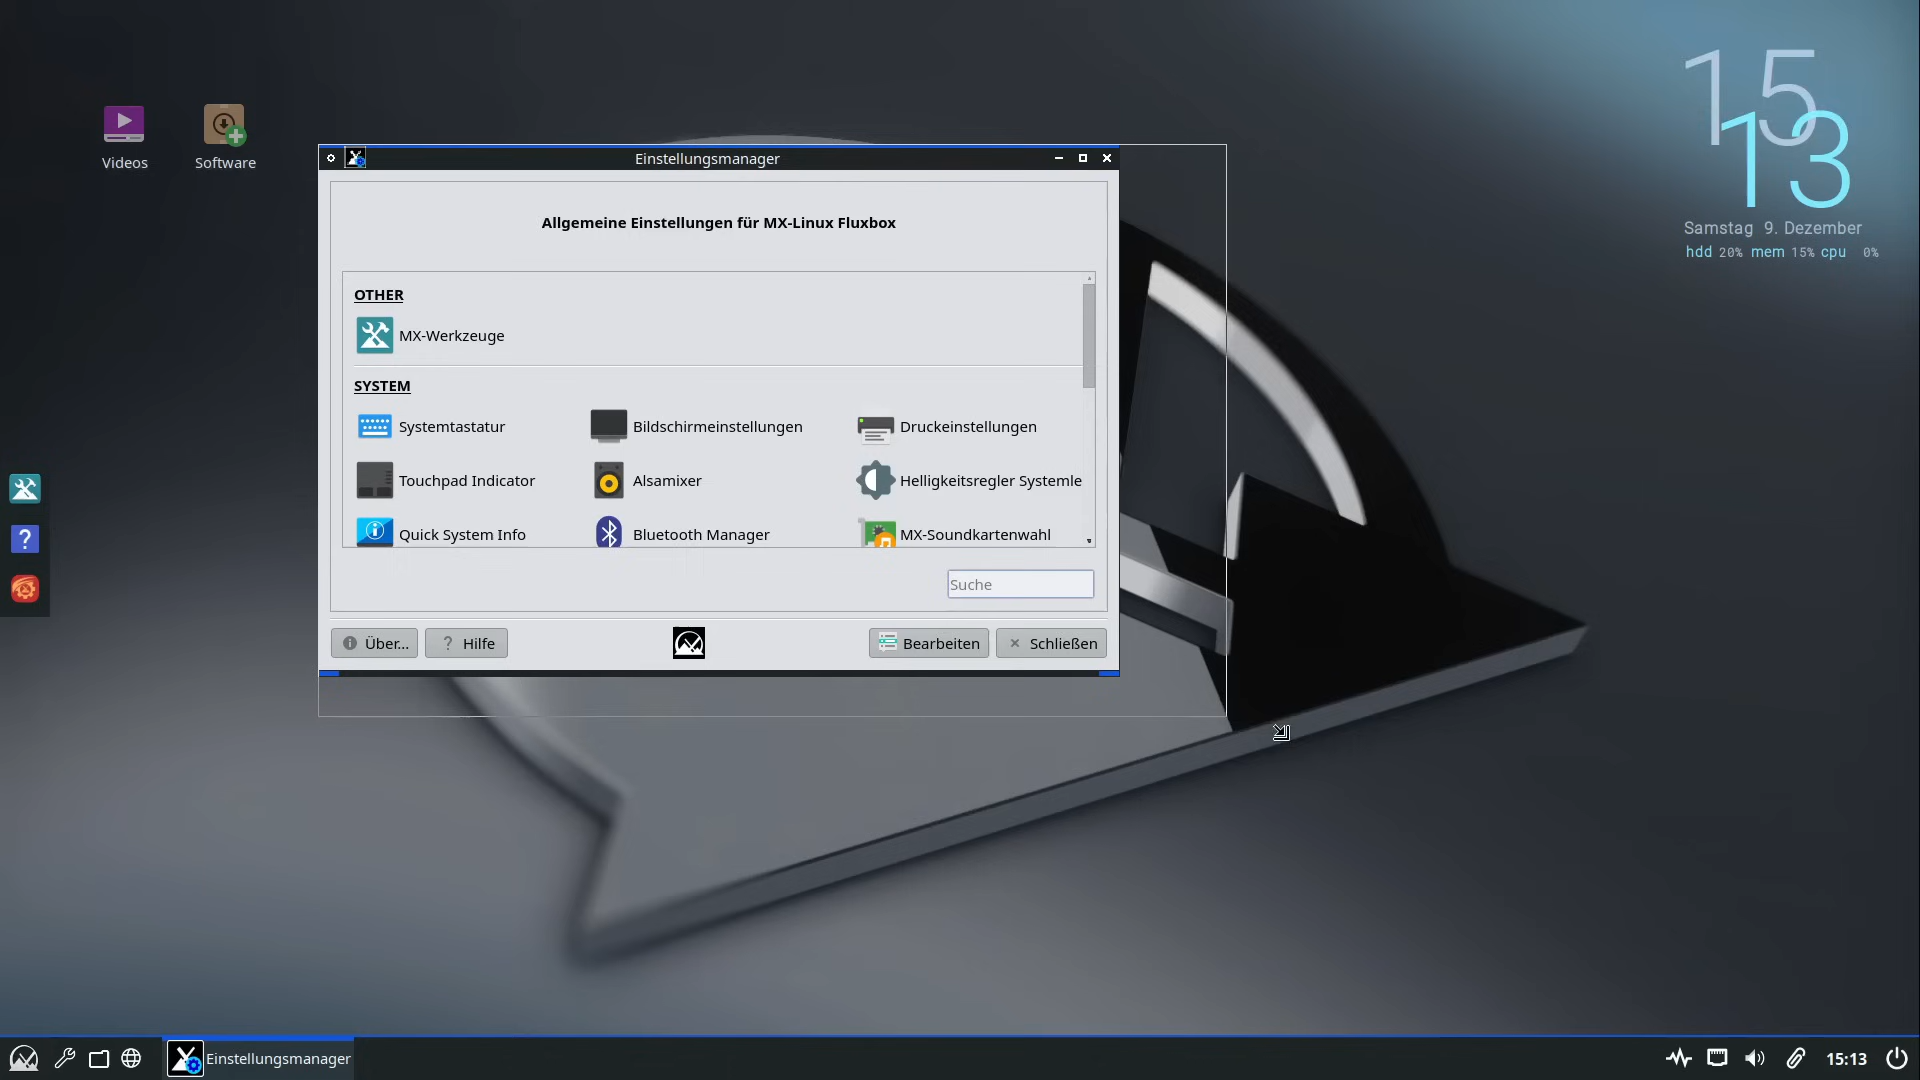 15
13
Samstag 9. Dezember
hdd 20% mem 15% cpu 0%
Videos
Software
Einstellungsmanager
Allgemeine Einstellungen für MX-Linux Fluxbox
OTHER
MX-Werkzeuge
SYSTEM
Systemtastatur
Bildschirmeinstellungen
Druckeinstellungen
Touchpad Indicator
Alsamixer
Helligkeitsregler Systemle
Quick System Info
Bluetooth Manager
MX-Soundkartenwahl
Suche
Über...
? Hilfe
Bearbeiten
Schließen
?
Einstellungsmanager
15:13